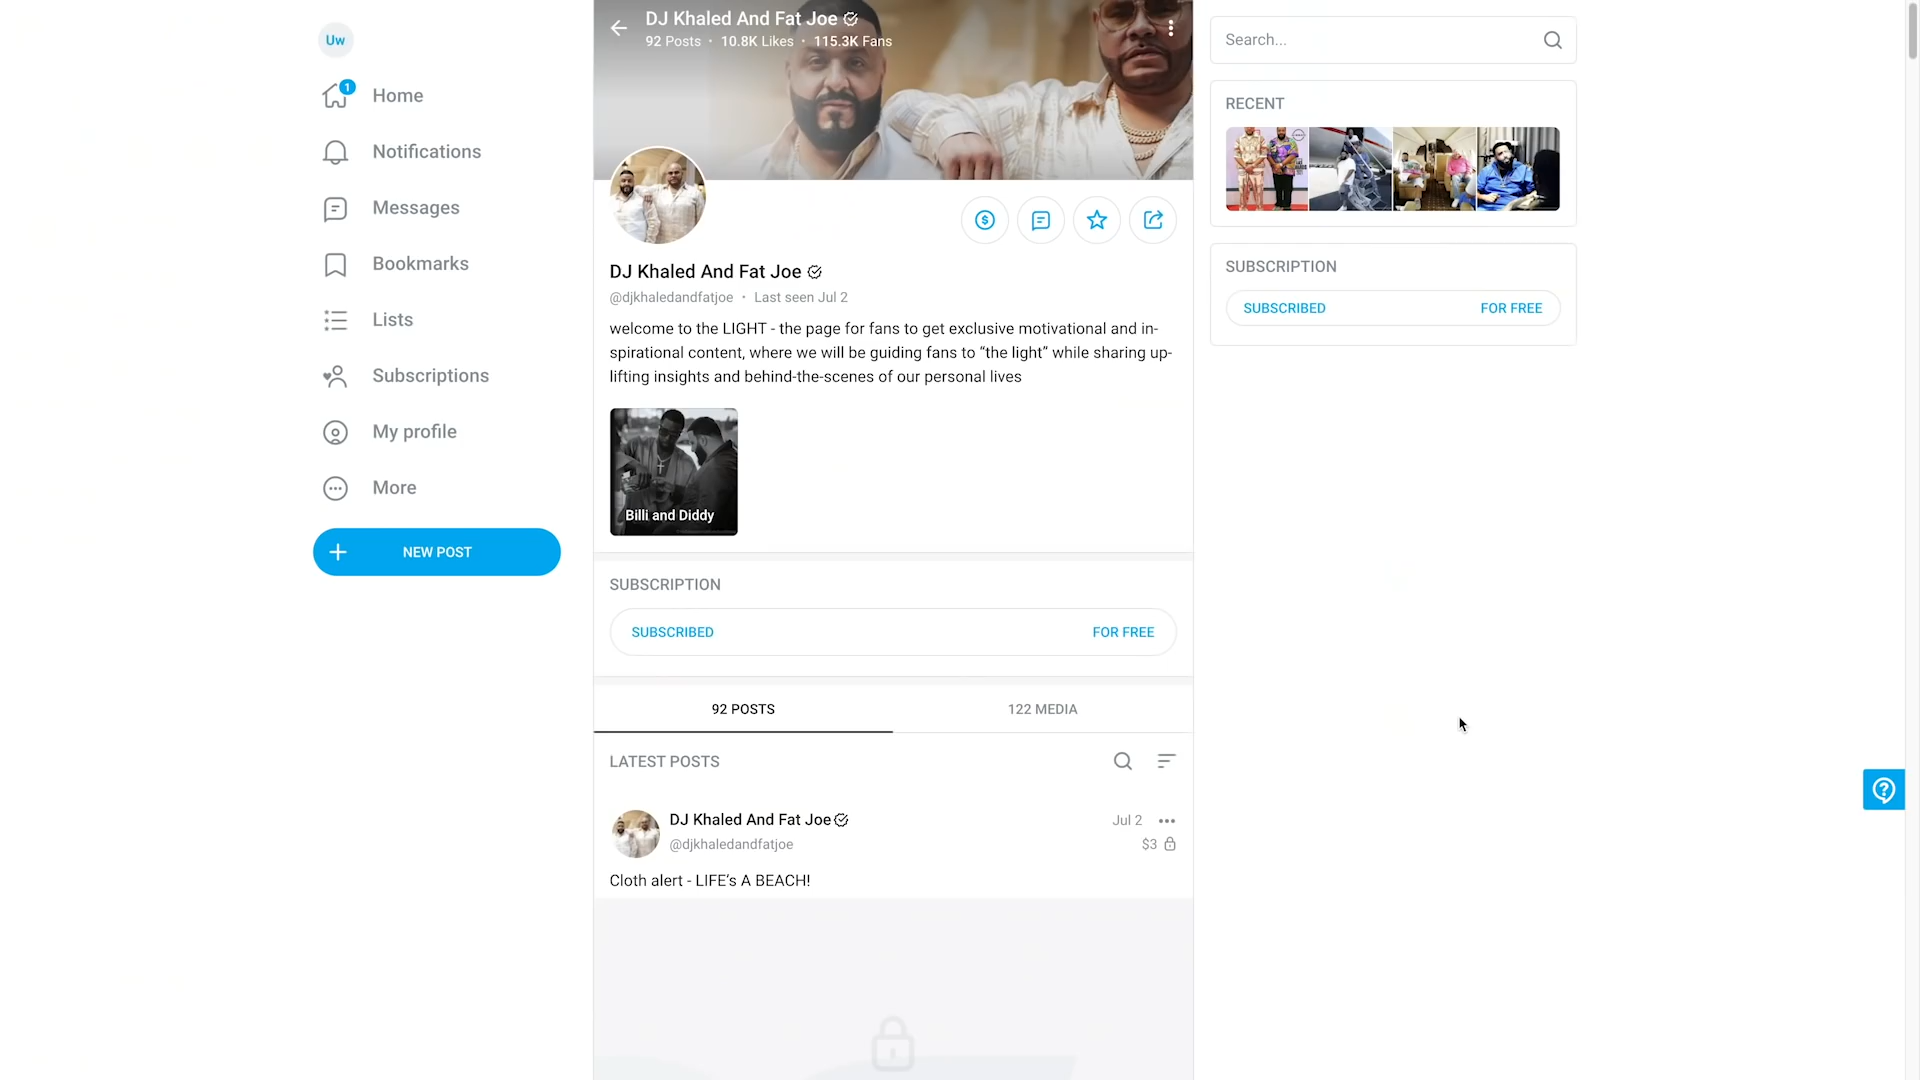 Uw
1
Home
Notifications
Messages
Bookmarks
Lists
Subscriptions
My profile
More
NEW POST
DJ Khaled And Fat Joe
92 Posts · 10.8K Likes · 115.3K Fans
DJ Khaled And Fat Joe
@djkhaledandfatjoe · Last seen Jul 2
welcome to the LIGHT - the page for fans to get exclusive motivational and in-
spirational content, where we will be guiding fans to “the light” while sharing up-
lifting insights and behind-the-scenes of our personal lives
Billi and Diddy
SUBSCRIPTION
SUBSCRIBED FOR FREE
92 POSTS 122 MEDIA
LATEST POSTS
DJ Khaled And Fat Joe Jul 2
@djkhaledandfatjoe $3
Cloth alert - LIFE’s A BEACH!
Search...
RECENT
SUBSCRIPTION
SUBSCRIBED FOR FREE